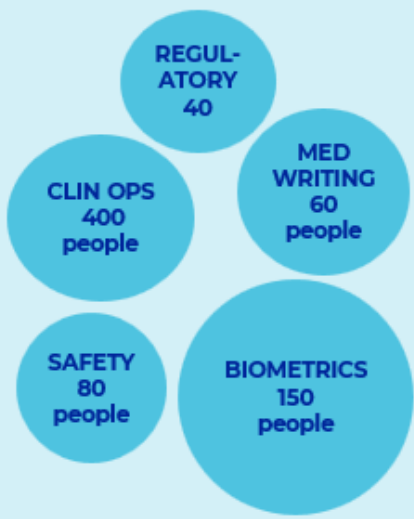 REGUL-
ATORY
40
MED
WRITING
60
people
CLIN OPS
400
people
SAFETY
80
people
BIOMETRICS
150
people